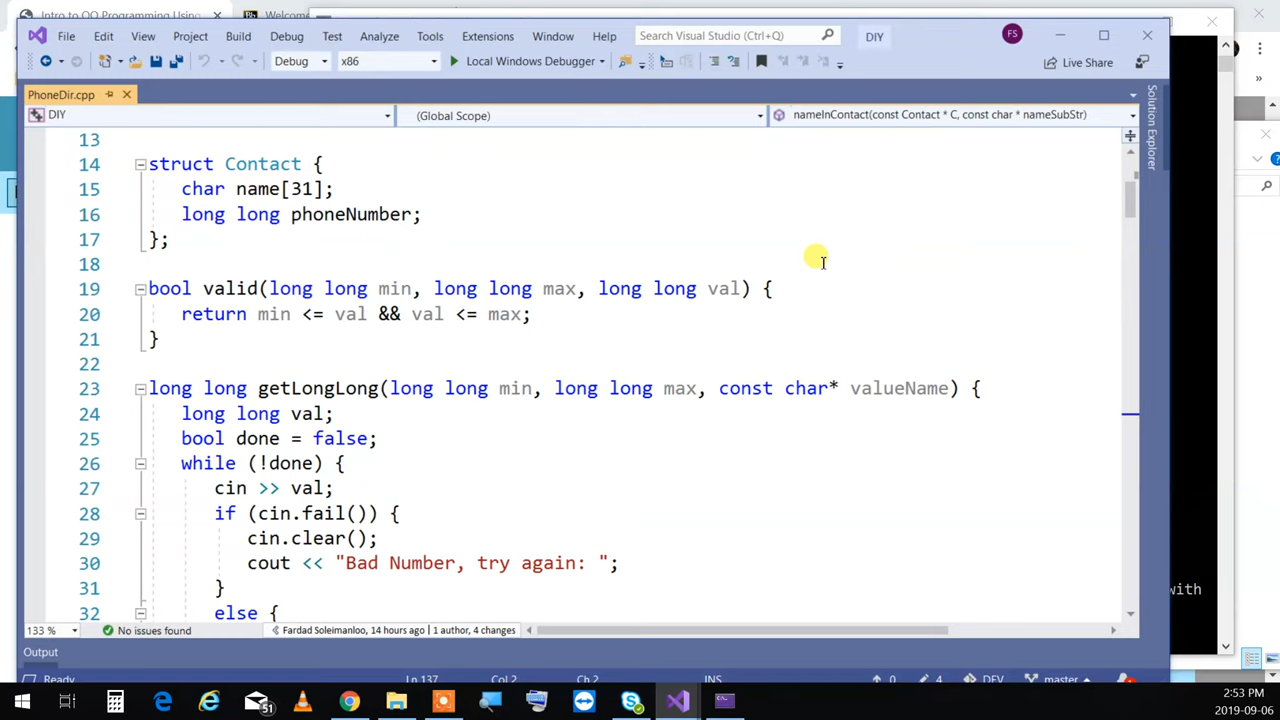 Intro to OO Programming Using
Bb Welcome
File Edit View Project Build Debug Test Analyze Tools Extensions Window Help Search Visual Studio (Ctrl+Q) DIY FS
Debug x86 Local Windows Debugger Live Share
PhoneDir.cpp
DIY (Global Scope) nameInContact(const Contact * C, const char * nameSubStr)
Solution Explorer
13
14 struct Contact {
15 char name[31];
16 long long phoneNumber;
17 };
18
19 bool valid(long long min, long long max, long long val) {
20 return min <= val && val <= max;
21 }
22
23 long long getLongLong(long long min, long long max, const char* valueName) {
24 long long val;
25 bool done = false;
26 while (!done) {
27 cin >> val;
28 if (cin.fail()) {
29 cin.clear();
30 cout << "Bad Number, try again: ";
31 }
32 else {
with
133 % No issues found Fardad Soleimanloo, 14 hours ago | 1 author, 4 changes
Output
Ready Ln 137 Col 2 Ch 2 INS 0 4 DEV master
51
2:53 PM
2019-09-06